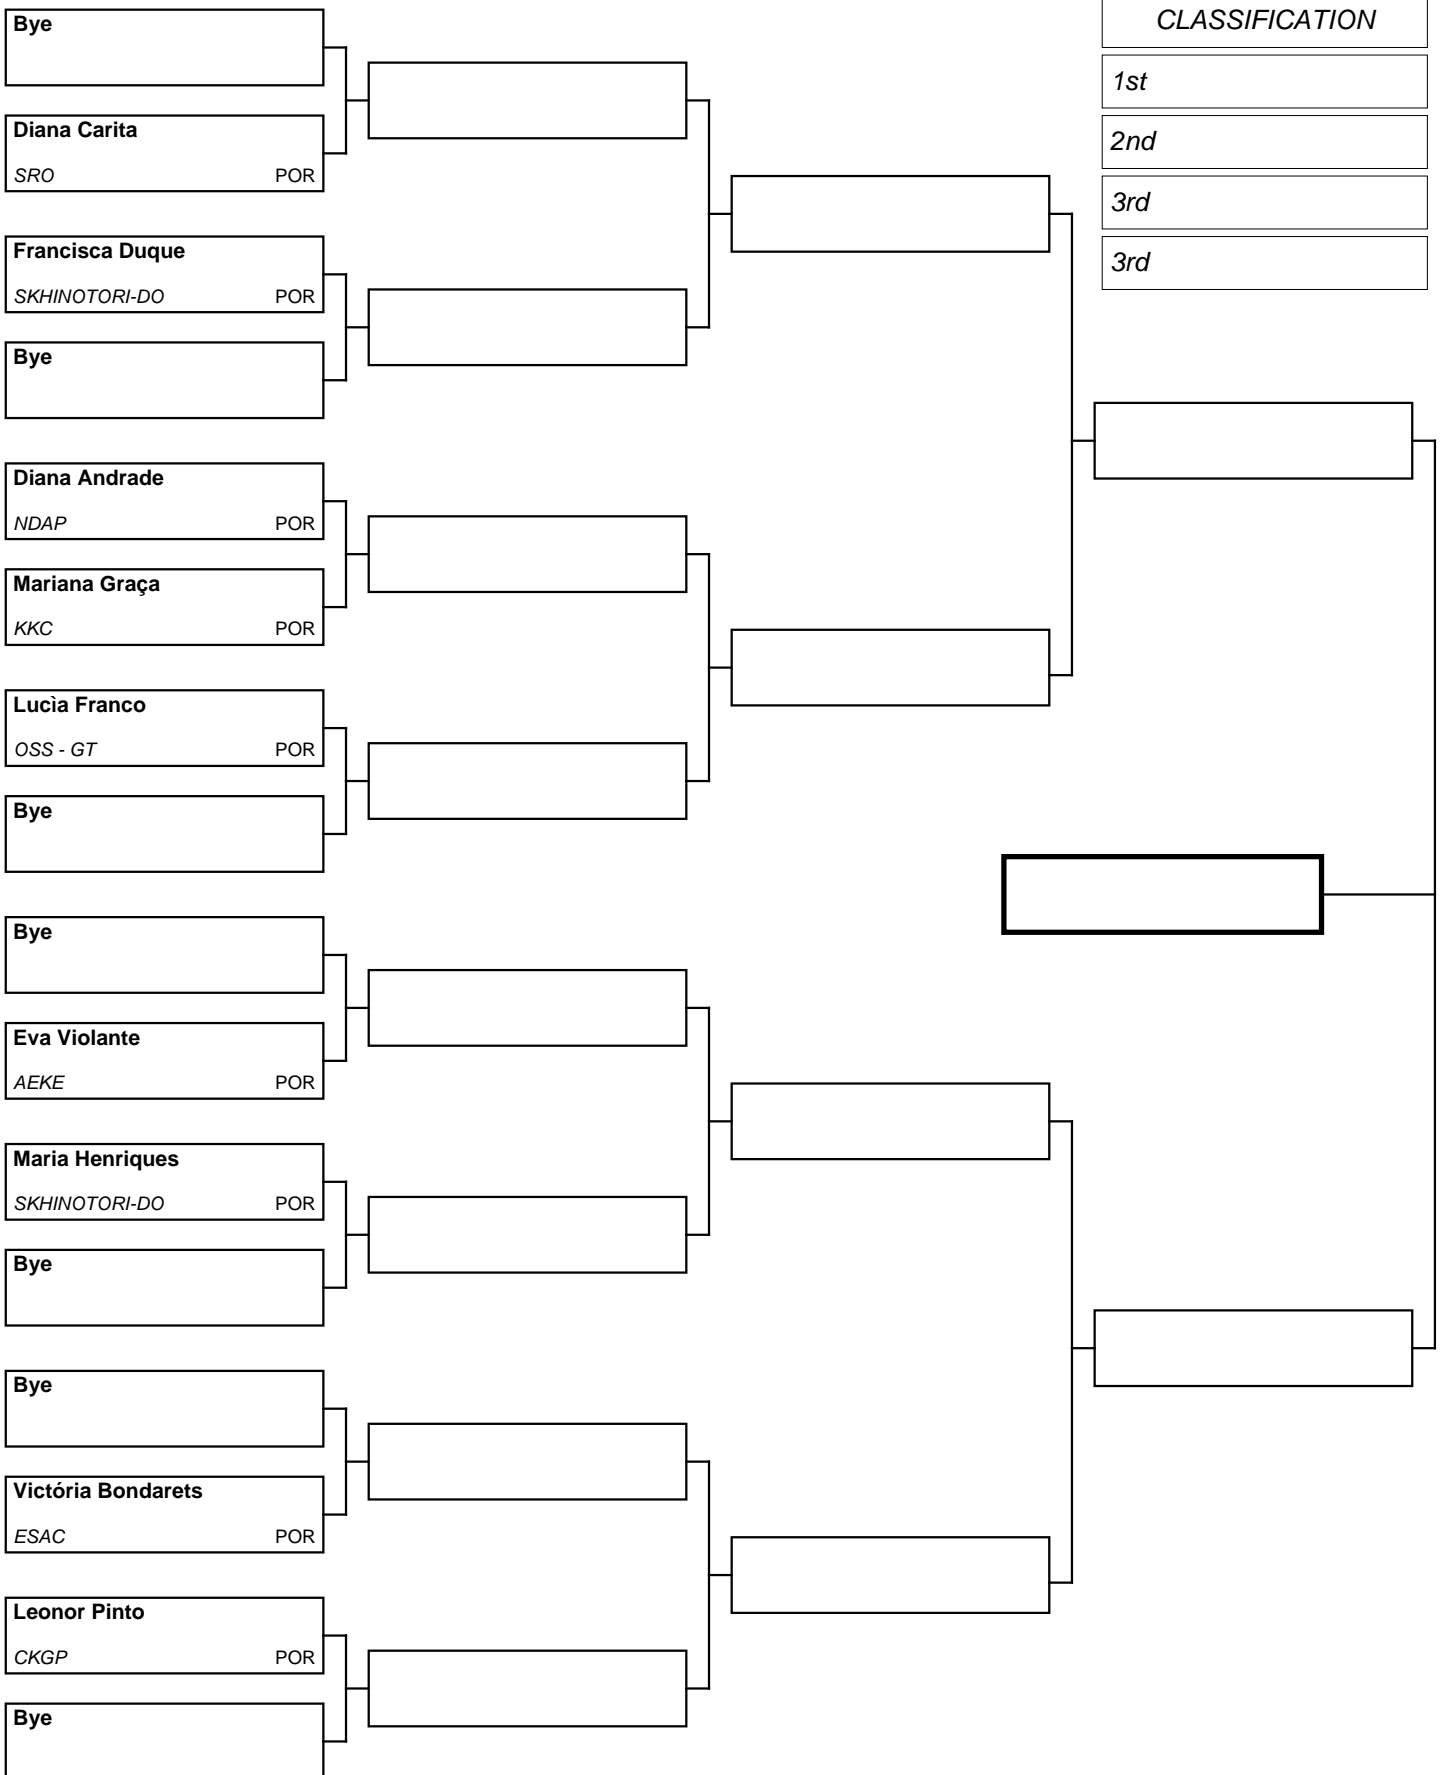 Bye
Diana Carita
SRO POR
Francisca Duque
SKHINOTORI-DO POR
Bye
Diana Andrade
NDAP POR
Mariana Graça
KKC POR
Lucìa Franco
OSS - GT POR
Bye
Bye
Eva Violante
AEKE POR
Maria Henriques
SKHINOTORI-DO POR
Bye
Bye
Victória Bondarets
ESAC POR
Leonor Pinto
CKGP POR
Bye
CLASSIFICATION
1st
2nd
3rd
3rd